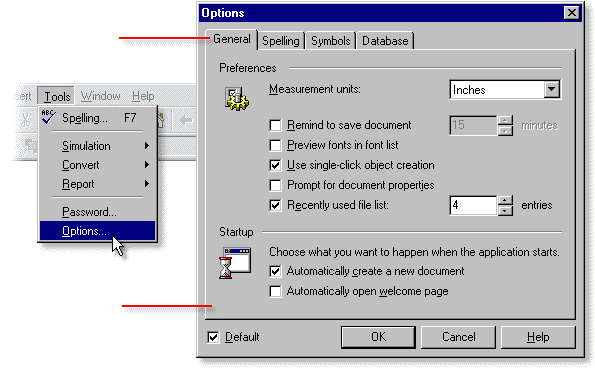 Options
General Spelling Symbols Database
Preferences
Measurement units: Inches
Remind to save document 15 minutes
Preview fonts in font list
Use single-click object creation
Prompt for document properties
Recently used file list: 4 entries
Startup
Choose what you want to happen when the application starts.
Automatically create a new document
Automatically open welcome page
Default OK Cancel Help
ert Tools Window Help
ABC Spelling... F7
Simulation
Convert
Report
Password...
Options...